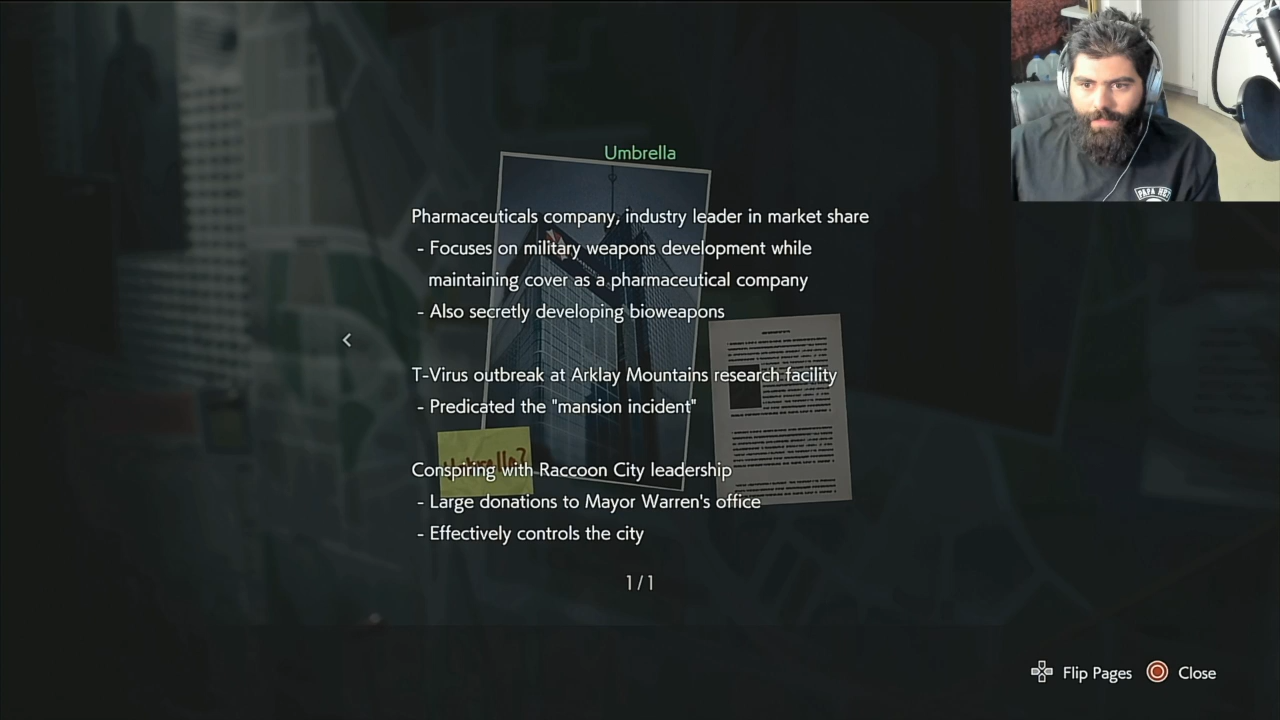 Umbrella
Pharmaceuticals company, industry leader in market share
- Focuses on military weapons development while
maintaining cover as a pharmaceutical company
- Also secretly developing bioweapons
T-Virus outbreak at Arklay Mountains research facility
- Predicated the "mansion incident"
Conspiring with Raccoon City leadership
- Large donations to Mayor Warren's office
- Effectively controls the city
1/1
Flip Pages
Close